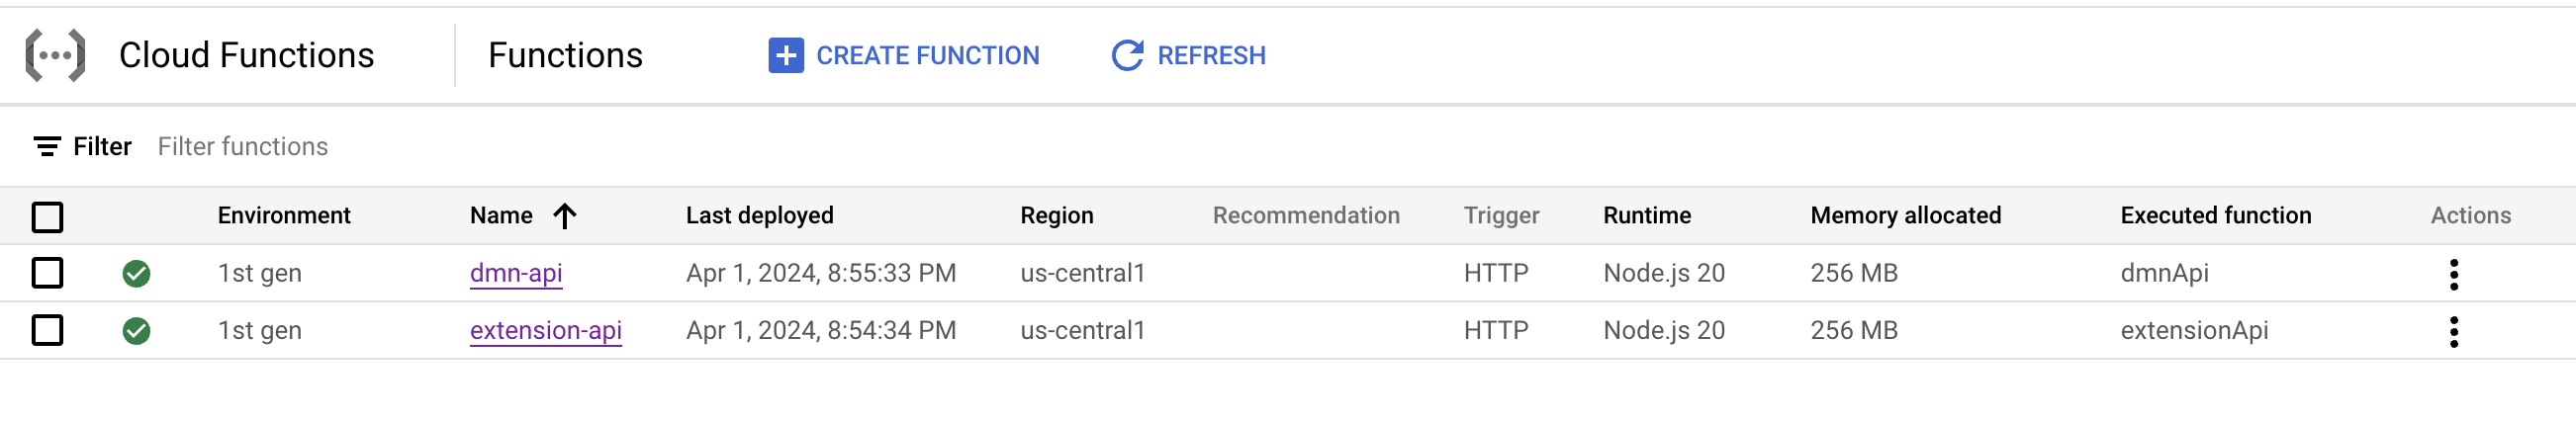 Cloud Functions Functions CREATE FUNCTION REFRESH
Filter Filter functions
Environment Name Last deployed Region Recommendation Trigger Runtime Memory allocated Executed function Actions
1st gen dmn-api Apr 1, 2024, 8:55:33 PM us-central1 HTTP Node.js 20 256 MB dmnApi
1st gen extension-api Apr 1, 2024, 8:54:34 PM us-central1 HTTP Node.js 20 256 MB extensionApi